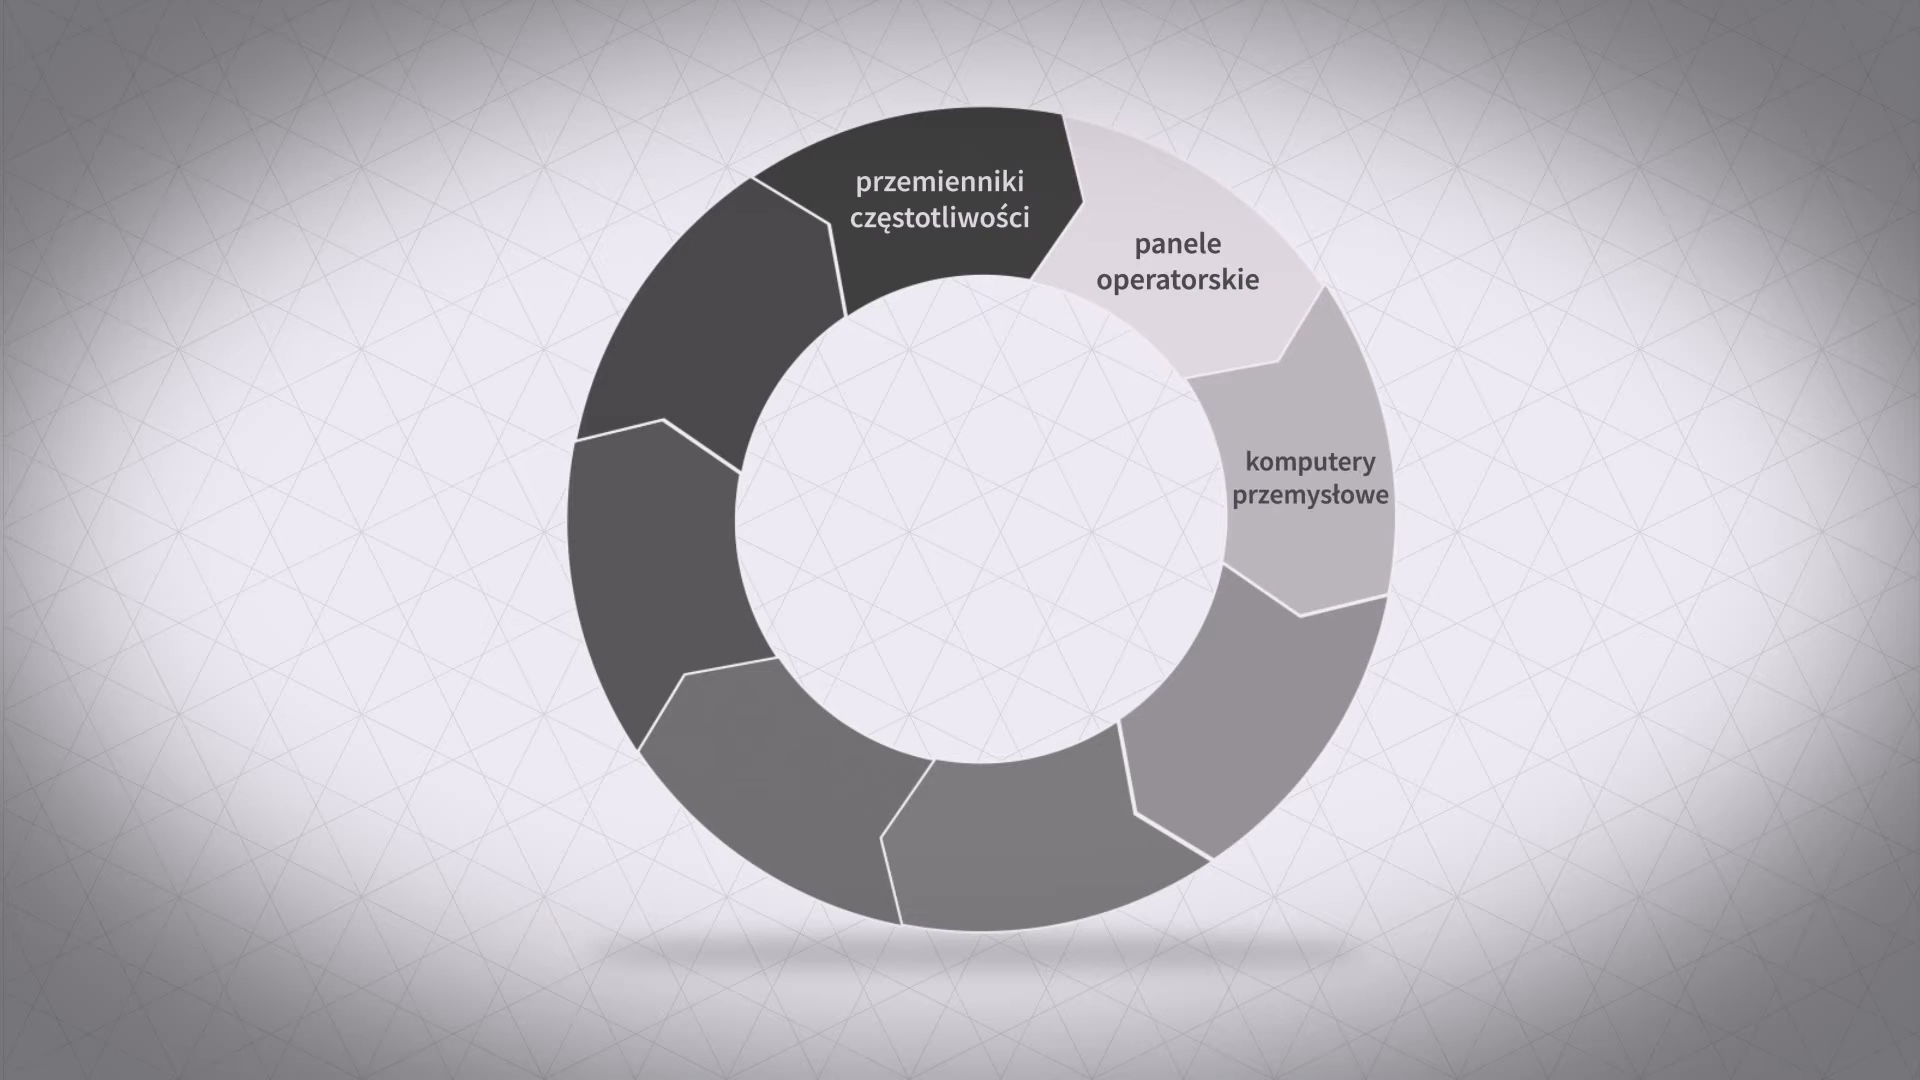 przemienniki
częstotliwości
panele
operatorskie
komputery
przemysłowe